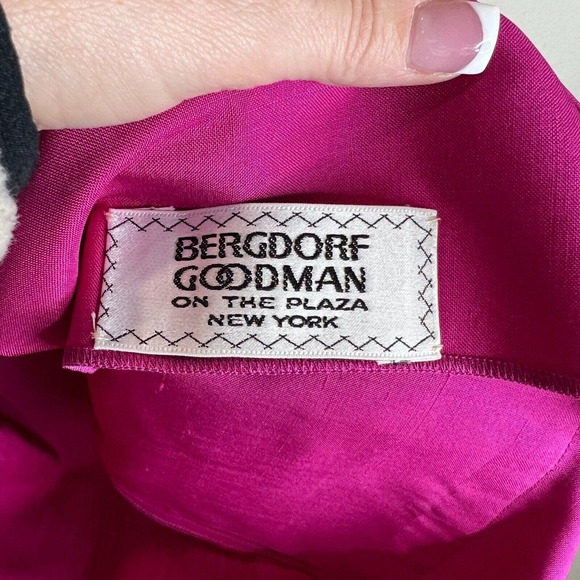 BERGDORF
GOODMAN
ON THE PLAZA
NEW YORK